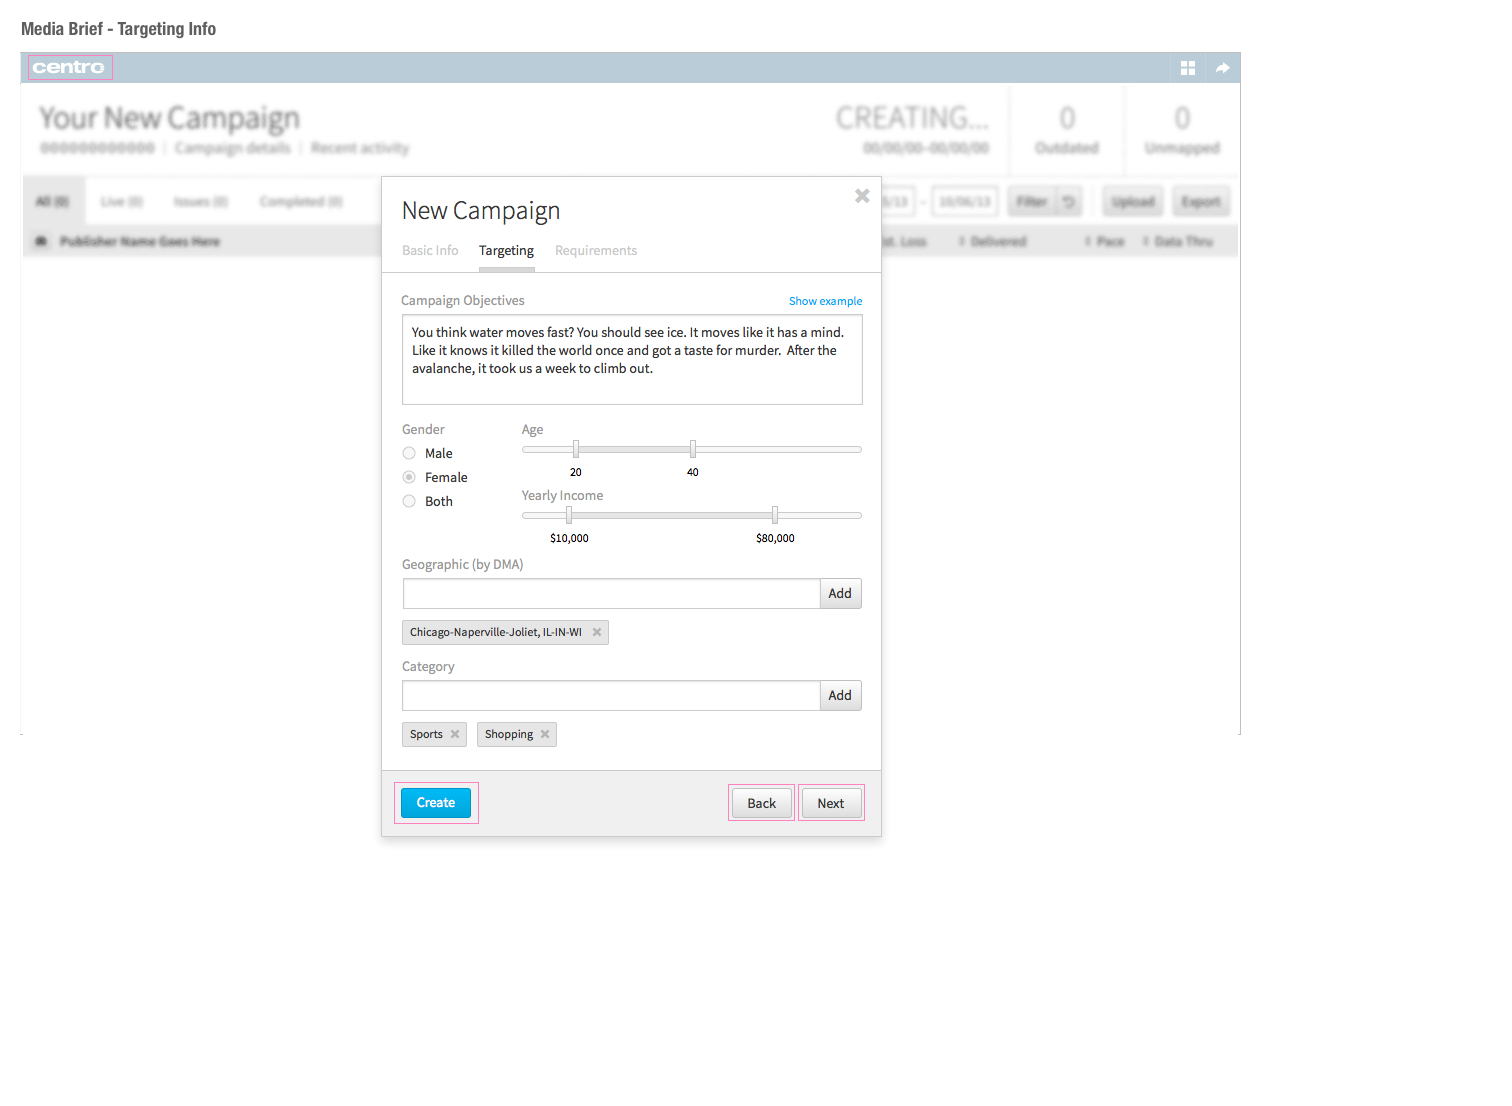 Media Brief - Targeting Info
centro
Your New Campaign
CREATING...
0
0
000000000000 | Campaign details | Recent activity
00/00/00–00/00/00
Outdated
Unmapped
All (0)
Live (0)
Issues (0)
Completed (0)
/13 - 10/06/13
Filter
Upload
Export
Publisher Name Goes Here
st. Loss
Delivered
Pace
Data Thru
New Campaign
Basic Info
Targeting
Requirements
Campaign Objectives
Show example
You think water moves fast? You should see ice. It moves like it has a mind.
Like it knows it killed the world once and got a taste for murder.  After the
avalanche, it took us a week to climb out.
Gender
Male
Female
Both
Age
20
40
Yearly Income
$10,000
$80,000
Geographic (by DMA)
Add
Chicago-Naperville-Joliet, IL-IN-WI
Category
Add
Sports
Shopping
Create
Back
Next